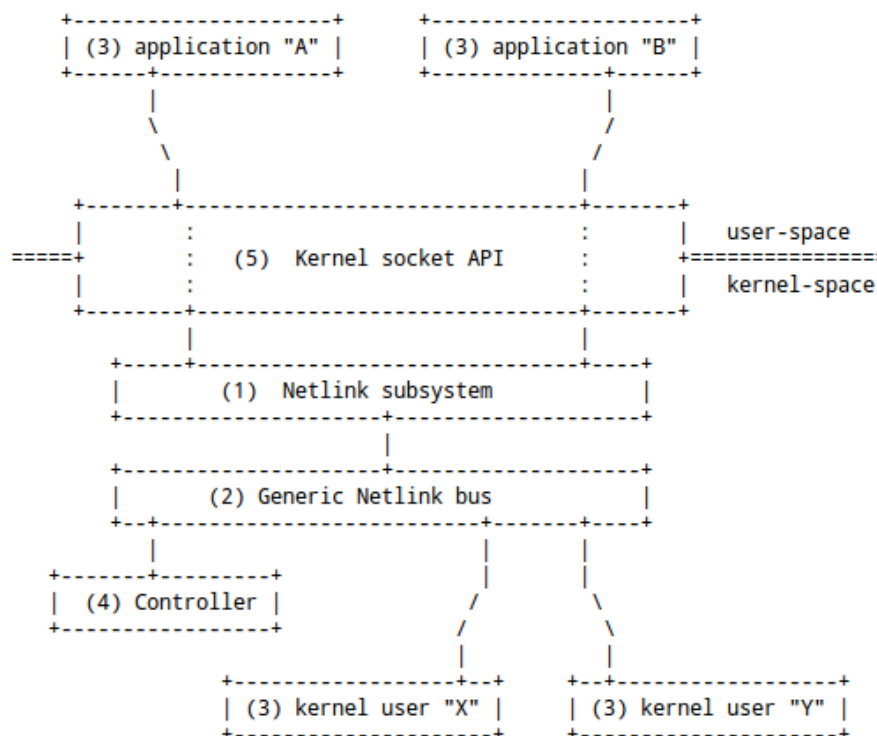 (3) application "A" (3) application "B"
user-space
(5) Kernel socket API
kernel-space
(1) Netlink subsystem
(2) Generic Netlink bus
(4) Controller
(3) kernel user "X" (3) kernel user "Y"